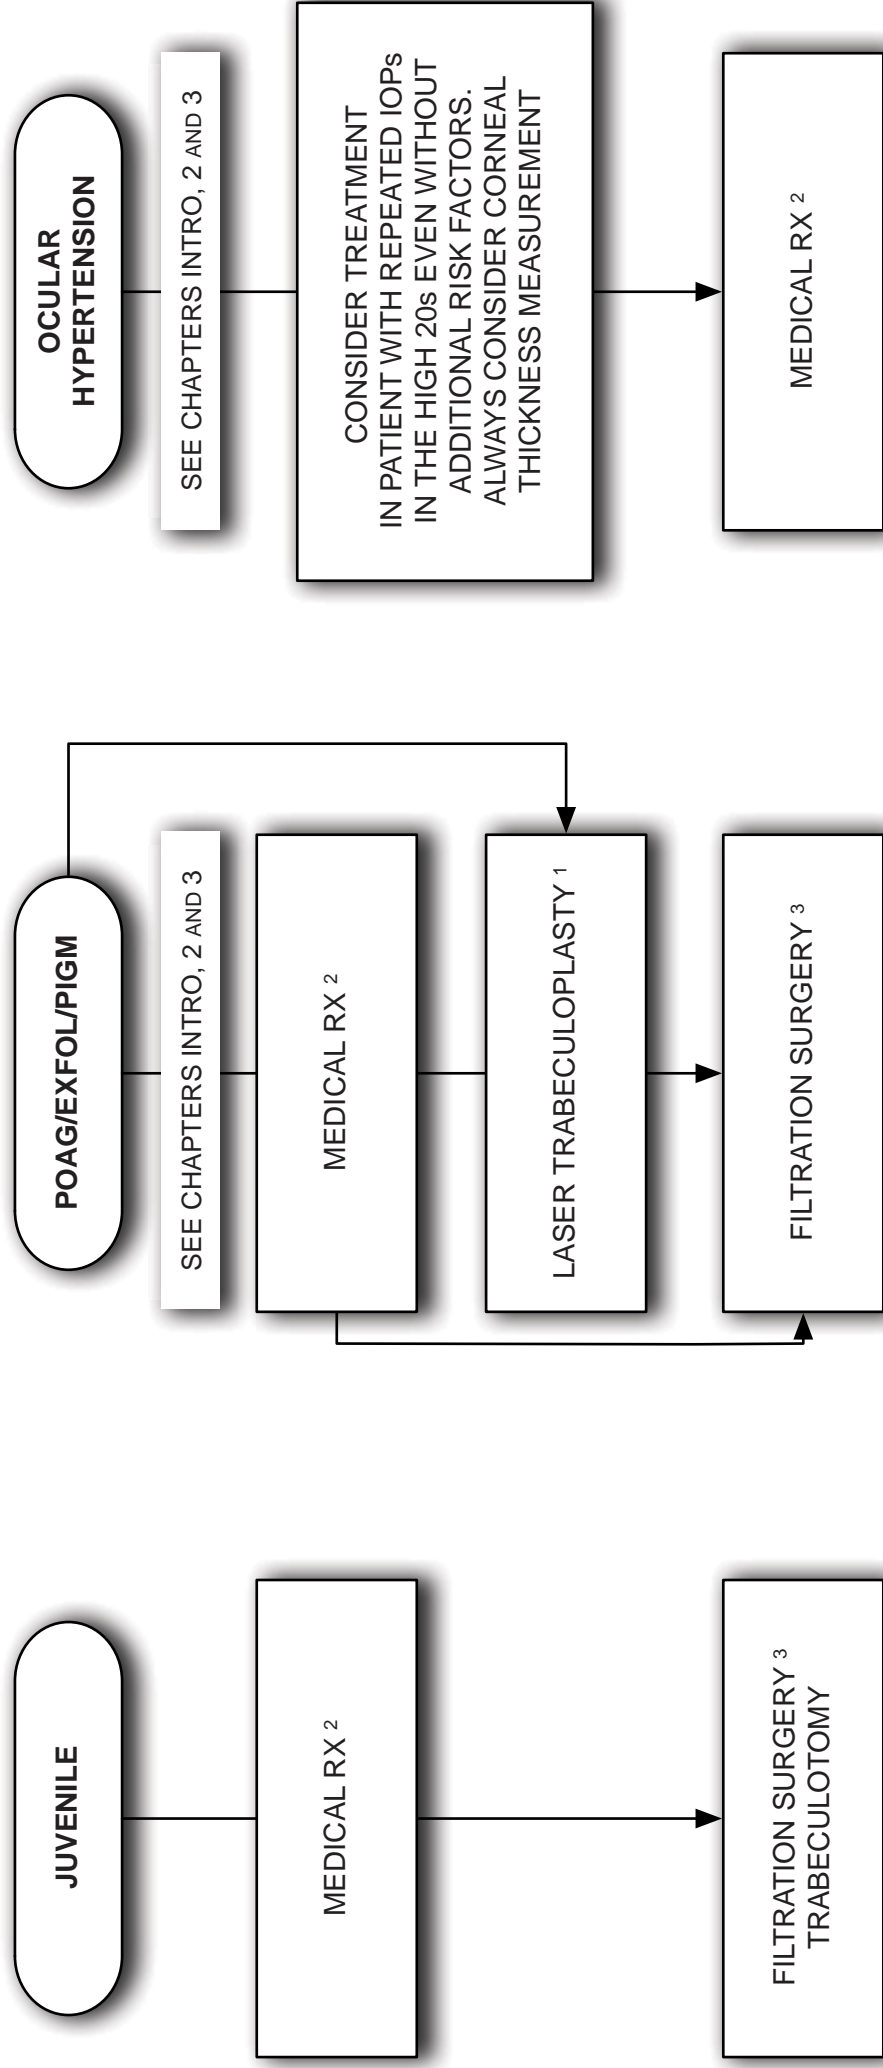 JUVENILE
MEDICAL RX 2
FILTRATION SURGERY 3
TRABECULOTOMY
POAG/EXFOL/PIGM
SEE CHAPTERS INTRO, 2 AND 3
MEDICAL RX 2
LASER TRABECULOPLASTY 1
FILTRATION SURGERY 3
OCULAR
HYPERTENSION
SEE CHAPTERS INTRO, 2 AND 3
CONSIDER TREATMENT
IN PATIENT WITH REPEATED IOPs
IN THE HIGH 20s EVEN WITHOUT
ADDITIONAL RISK FACTORS.
ALWAYS CONSIDER CORNEAL
THICKNESS MEASUREMENT
MEDICAL RX 2